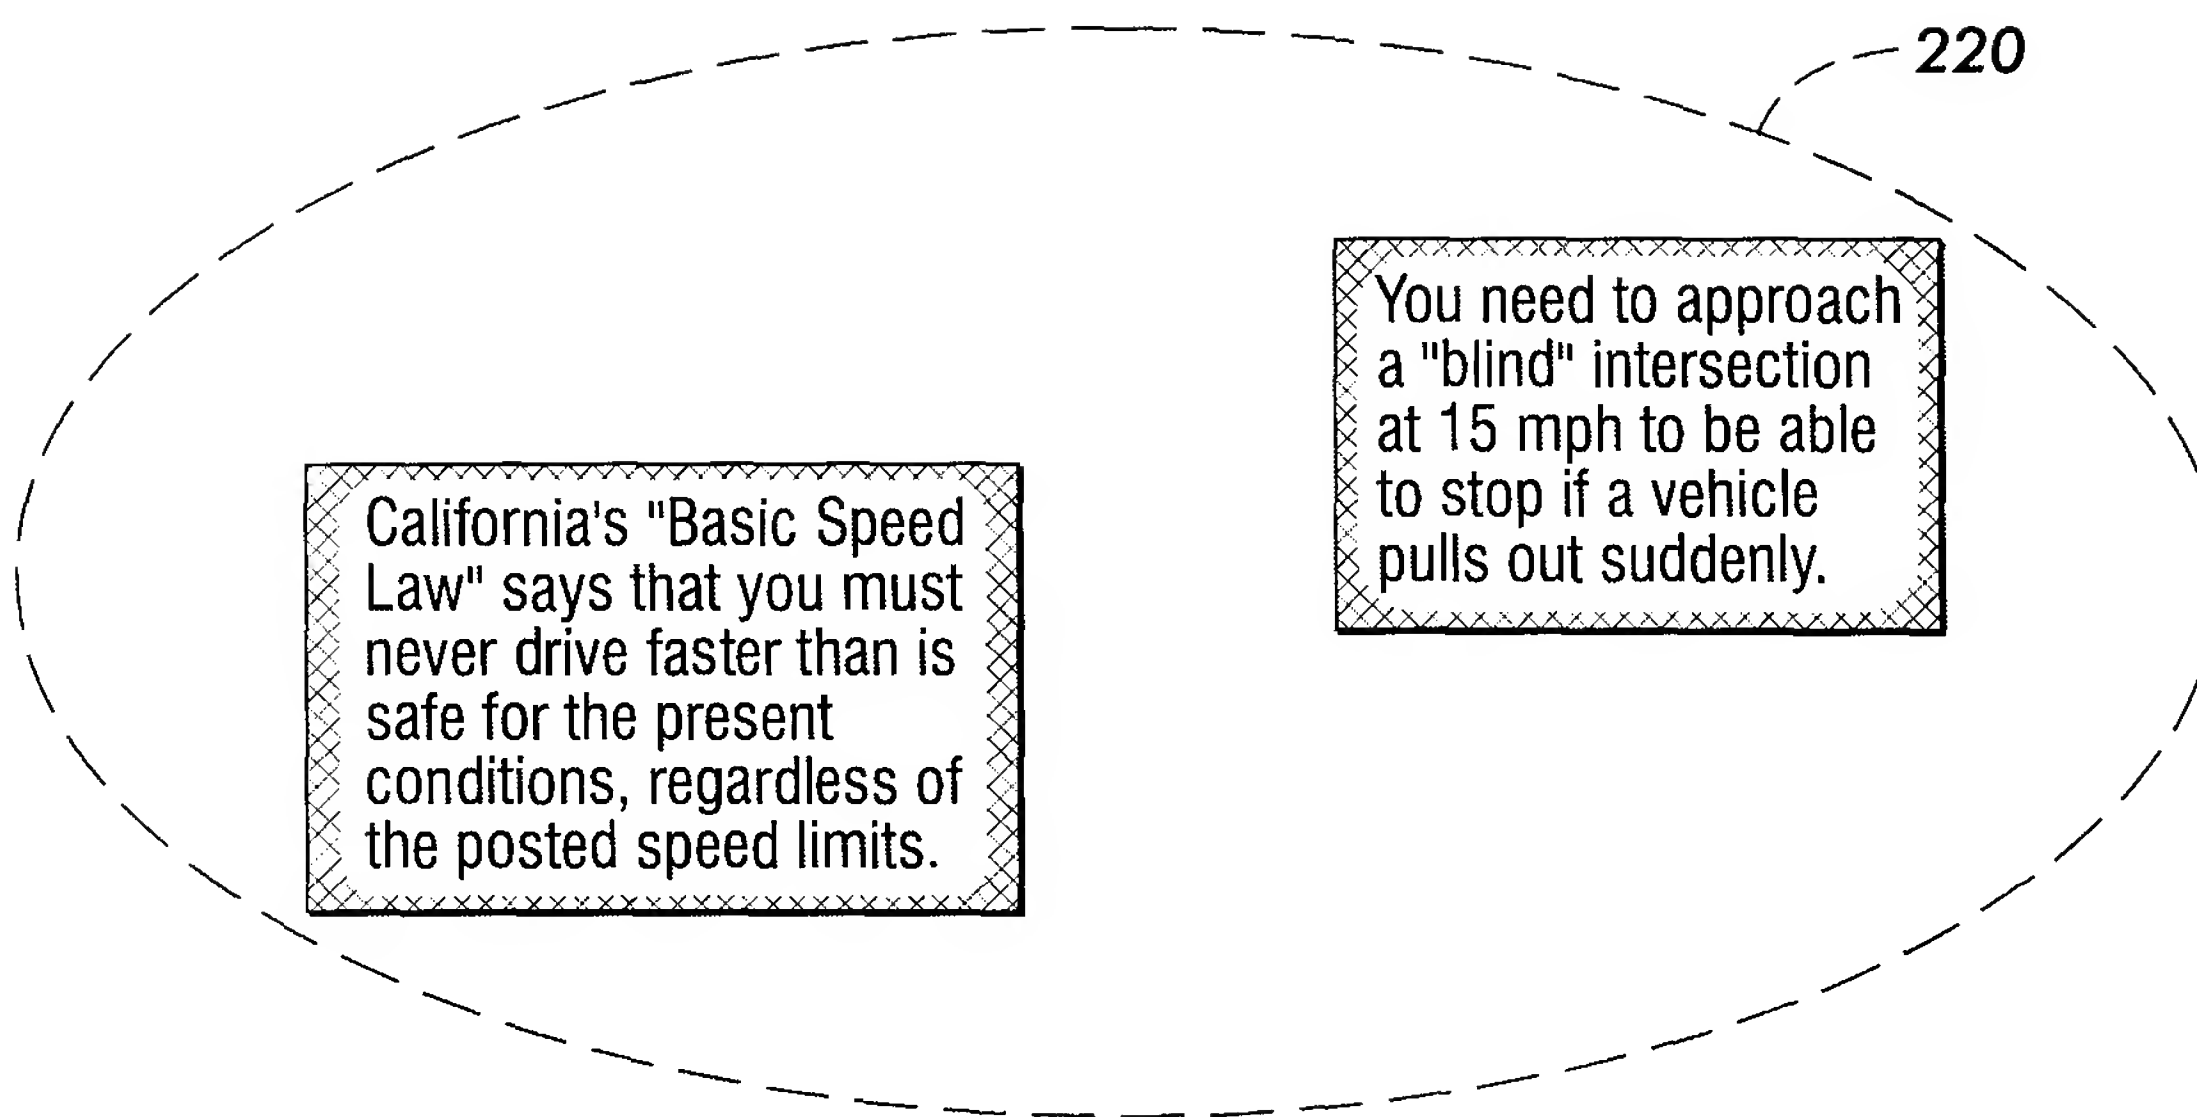 220
You need to approach
a "blind" intersection
at 15 mph to be able
to stop if a vehicle
pulls out suddenly.
California's "Basic Speed
Law" says that you must
never drive faster than is
safe for the present
conditions, regardless of
the posted speed limits.